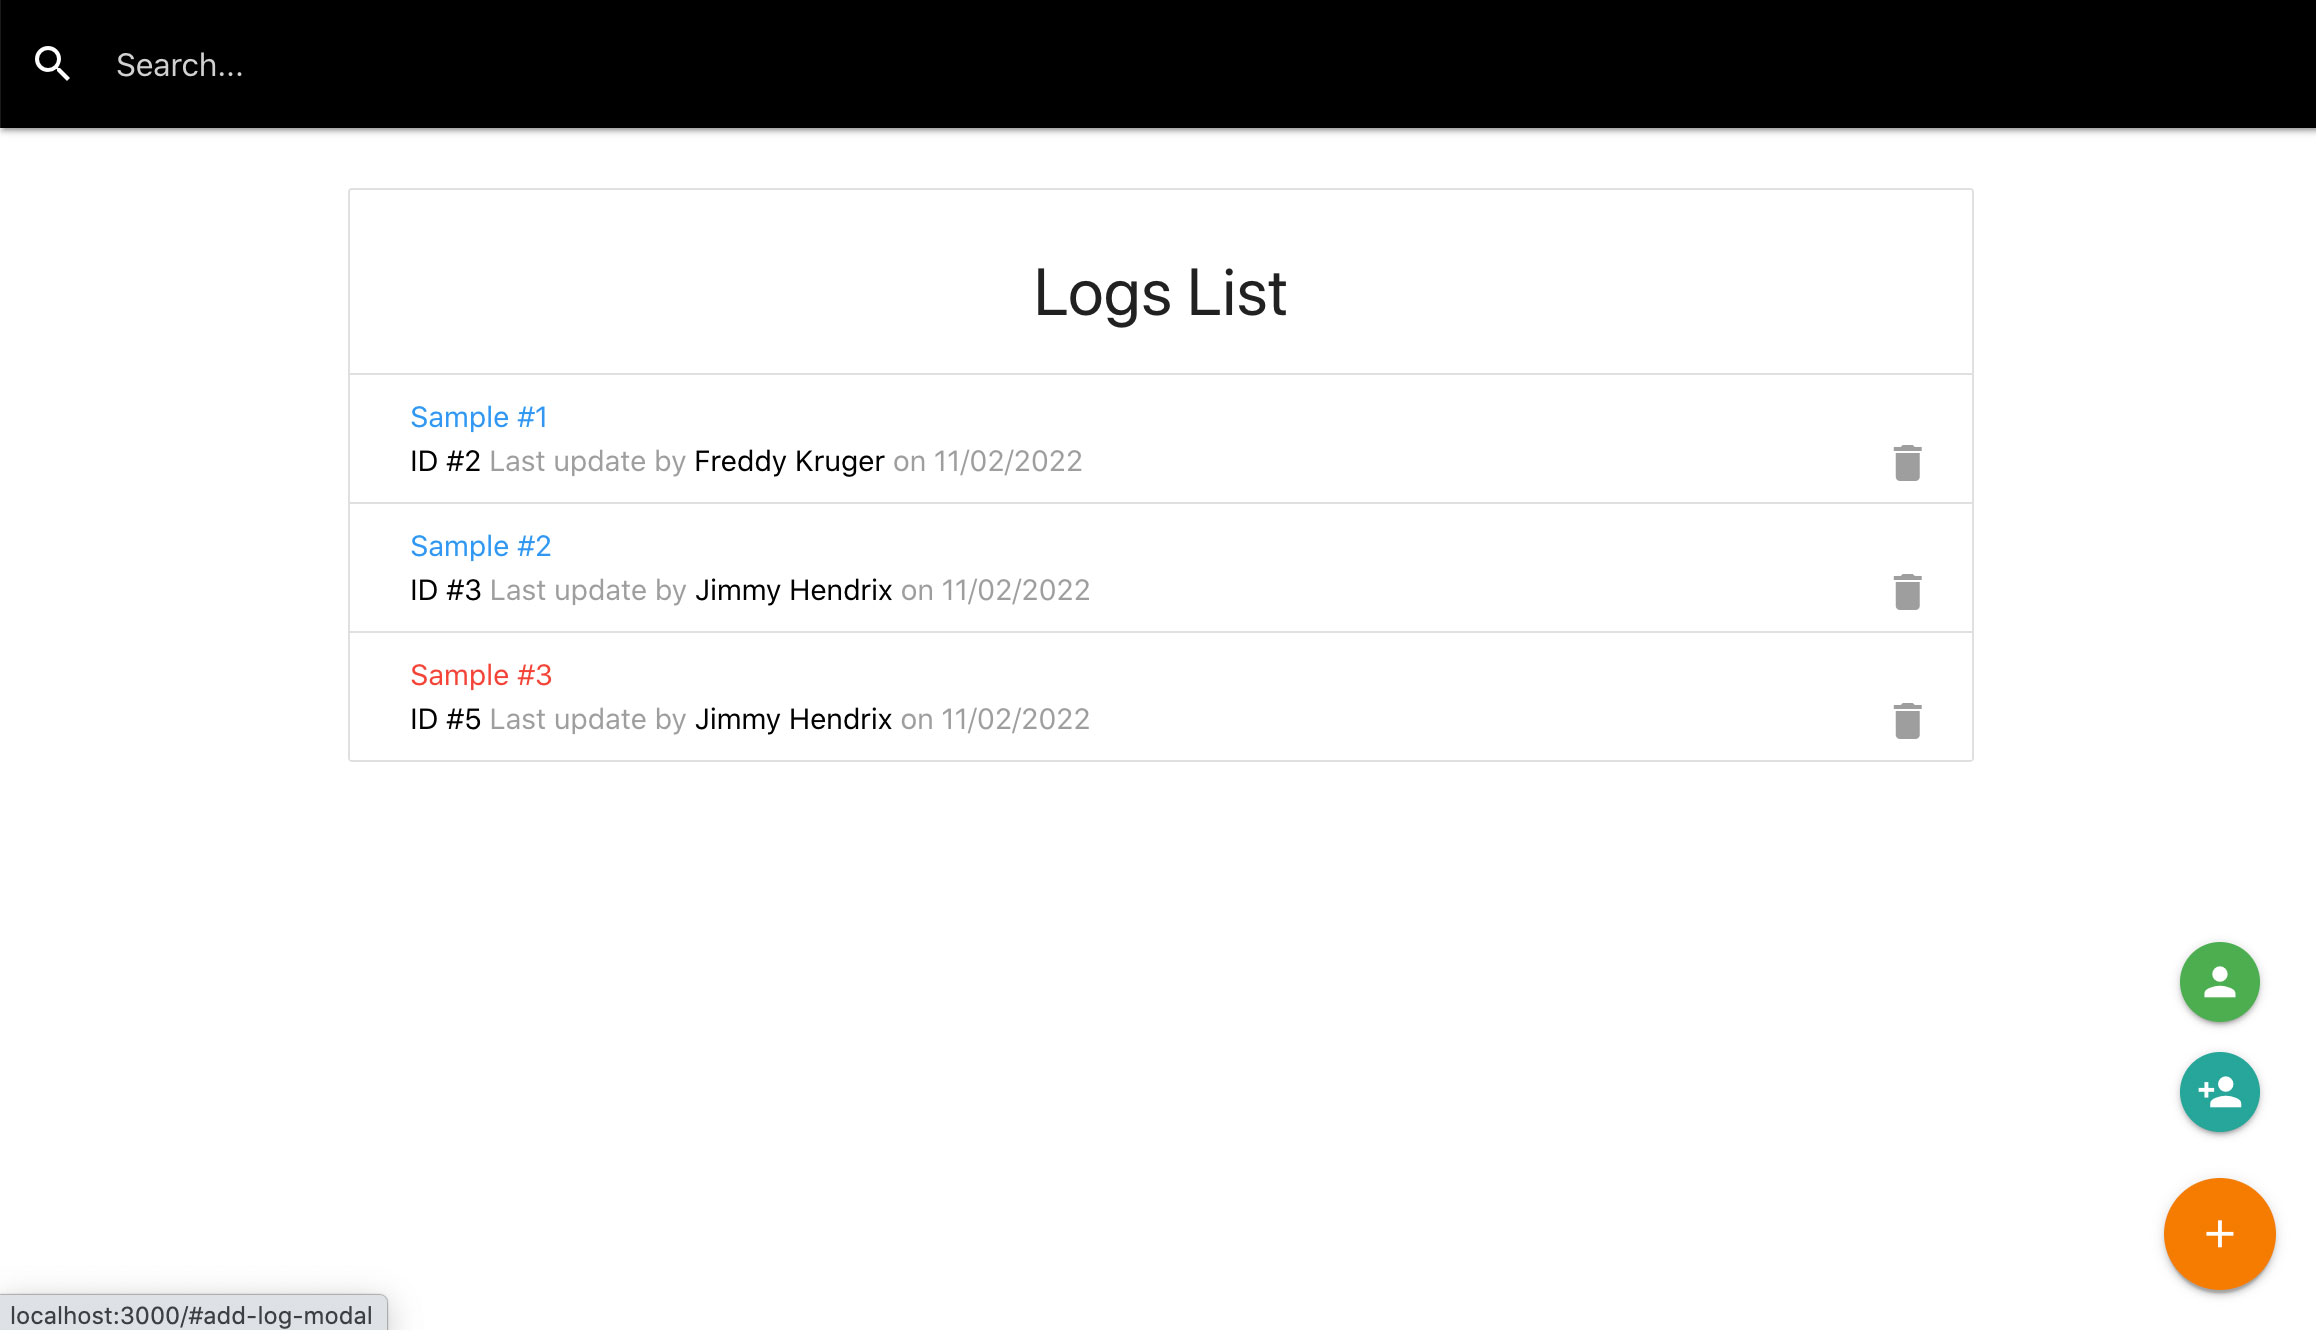 Search...
Logs List
Sample #1
ID #2 Last update by Freddy Kruger on 11/02/2022
Sample #2
ID #3 Last update by Jimmy Hendrix on 11/02/2022
Sample #3
ID #5 Last update by Jimmy Hendrix on 11/02/2022
localhost:3000/#add-log-modal